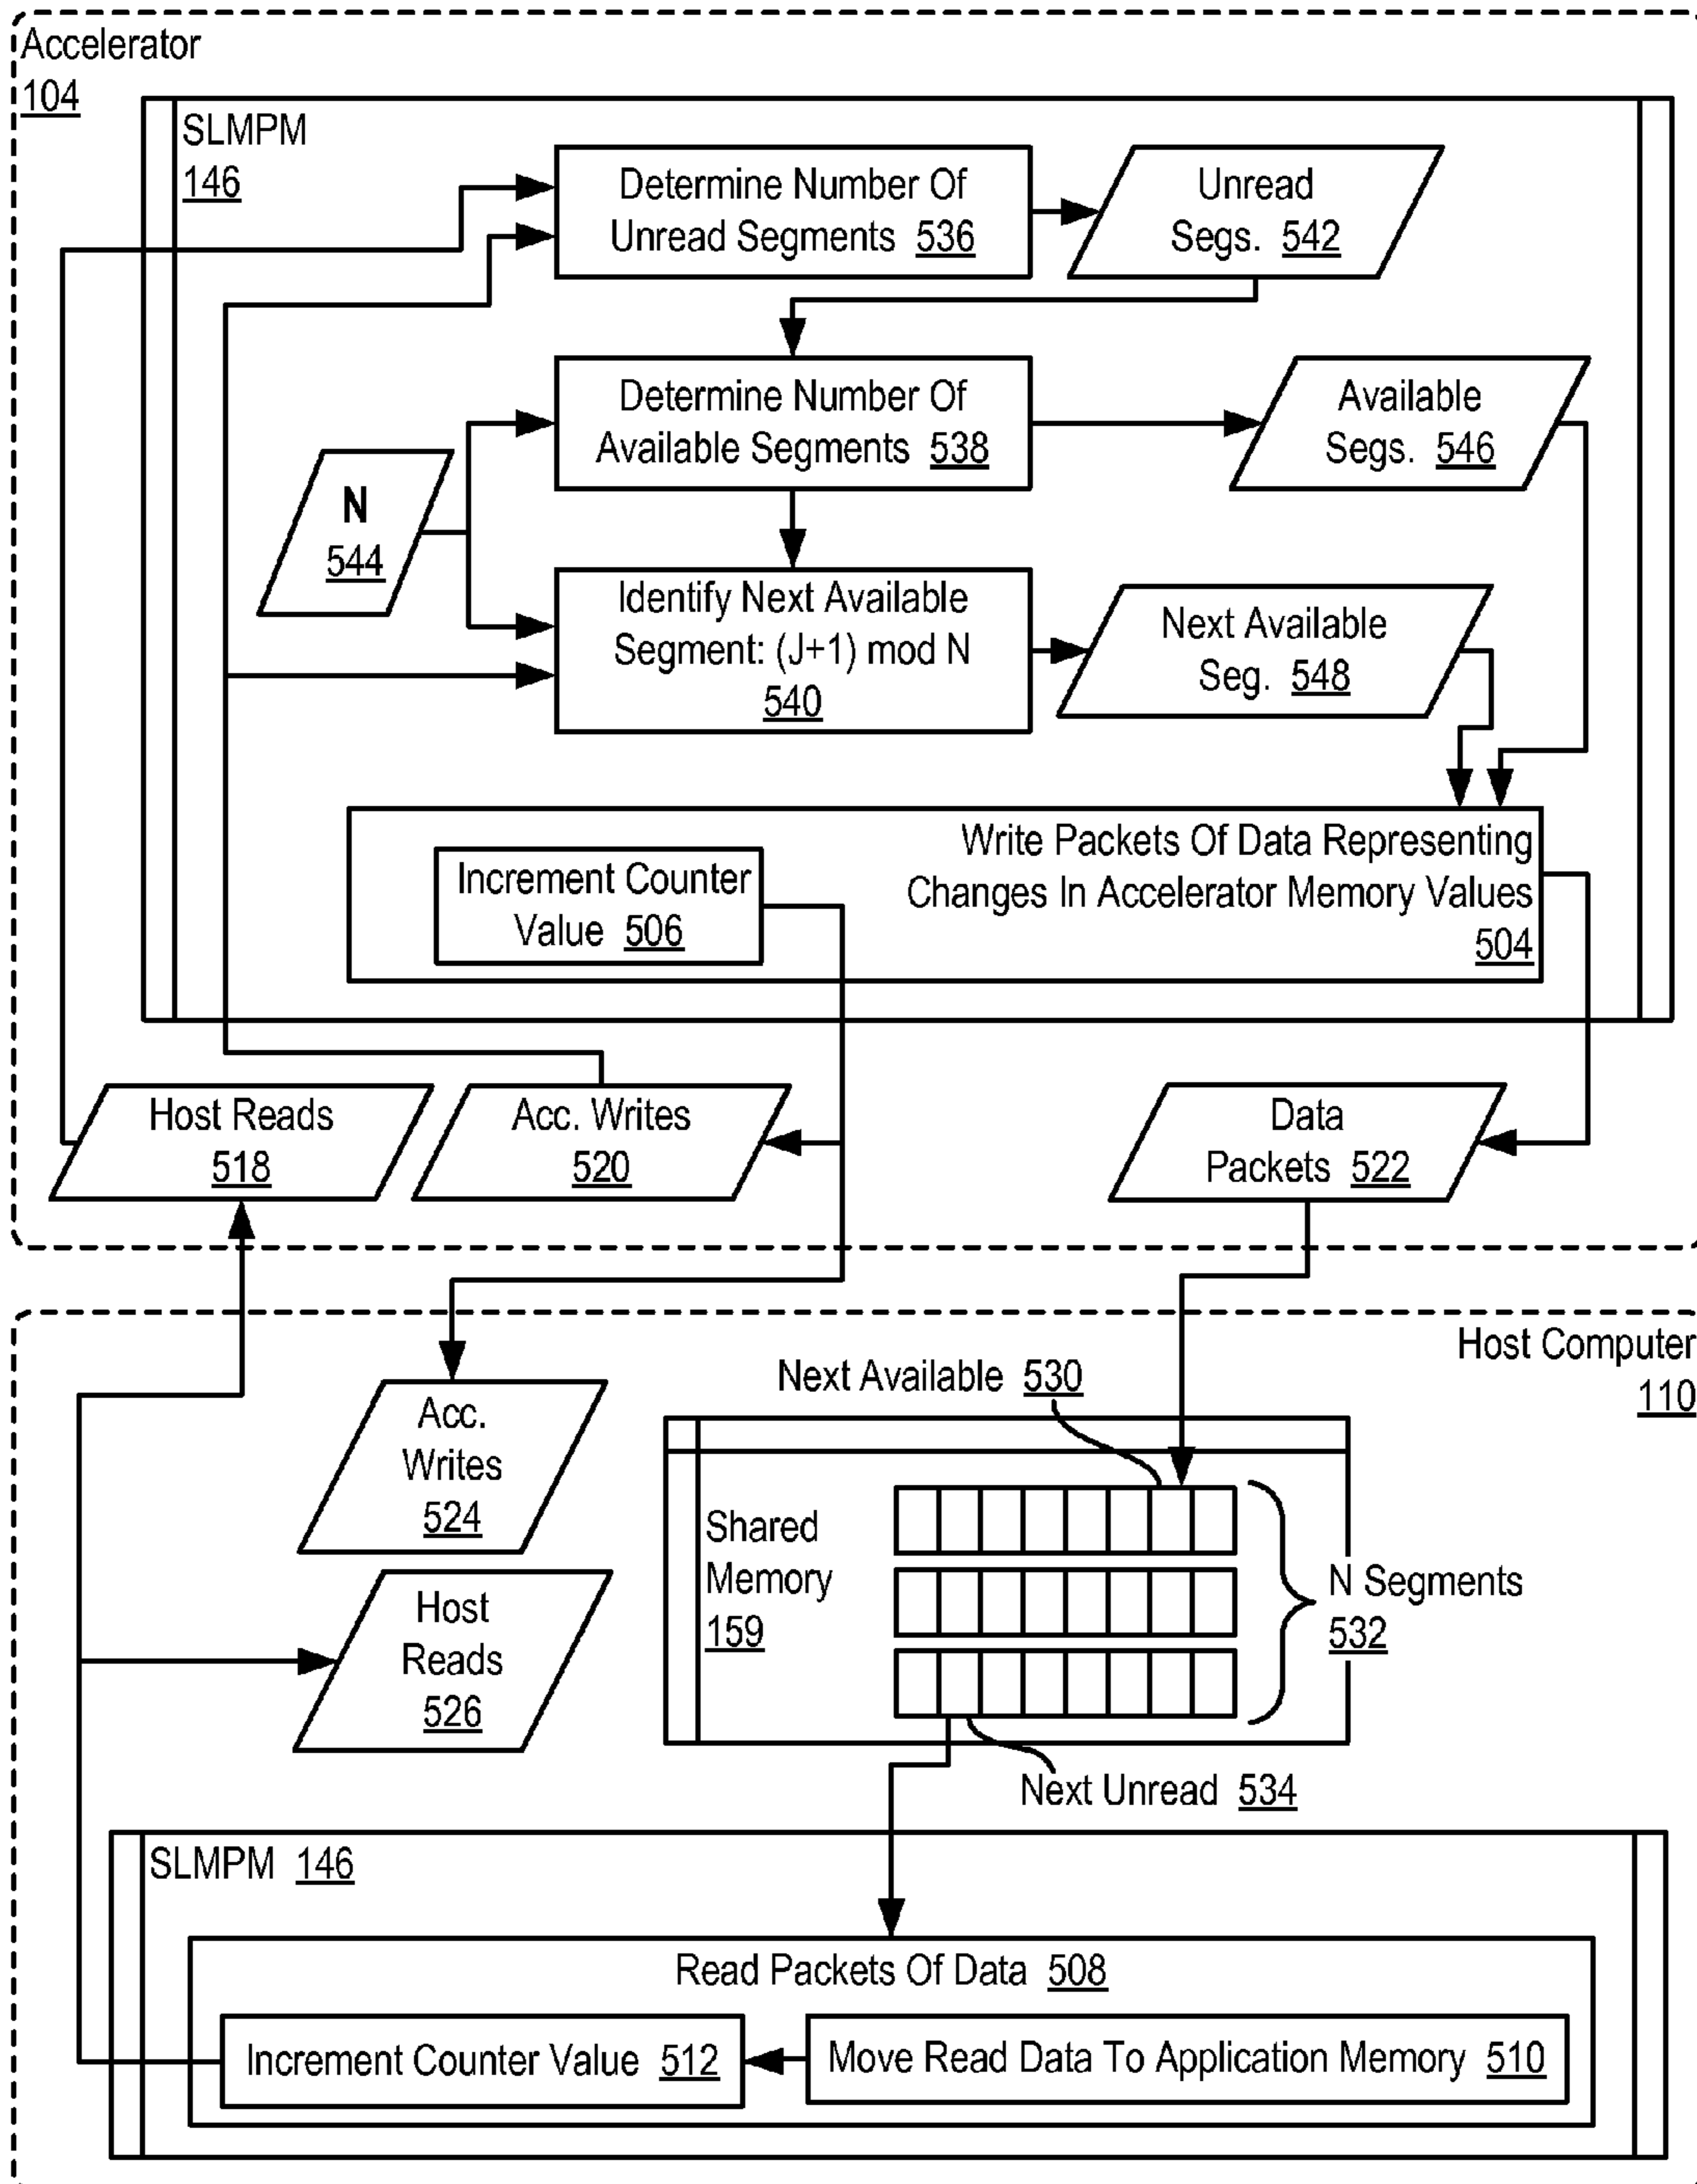 Accelerator
104
SLMPM
146
Determine Number Of
Unread Segments 536
Unread
Segs. 542
Determine Number Of
Available Segments 538
Available
Segs. 546
N
544
Identify Next Available
Segment: (J+1) mod N
540
Next Available
Seg. 548
Write Packets Of Data Representing
Changes In Accelerator Memory Values
504
Increment Counter
Value 506
Host Reads
518
Acc. Writes
520
Data
Packets 522
Host Computer
110
Next Available 530
Acc.
Writes
524
Shared
Memory
159
N Segments
532
Host
Reads
526
Next Unread 534
SLMPM 146
Read Packets Of Data 508
Increment Counter Value 512
Move Read Data To Application Memory 510